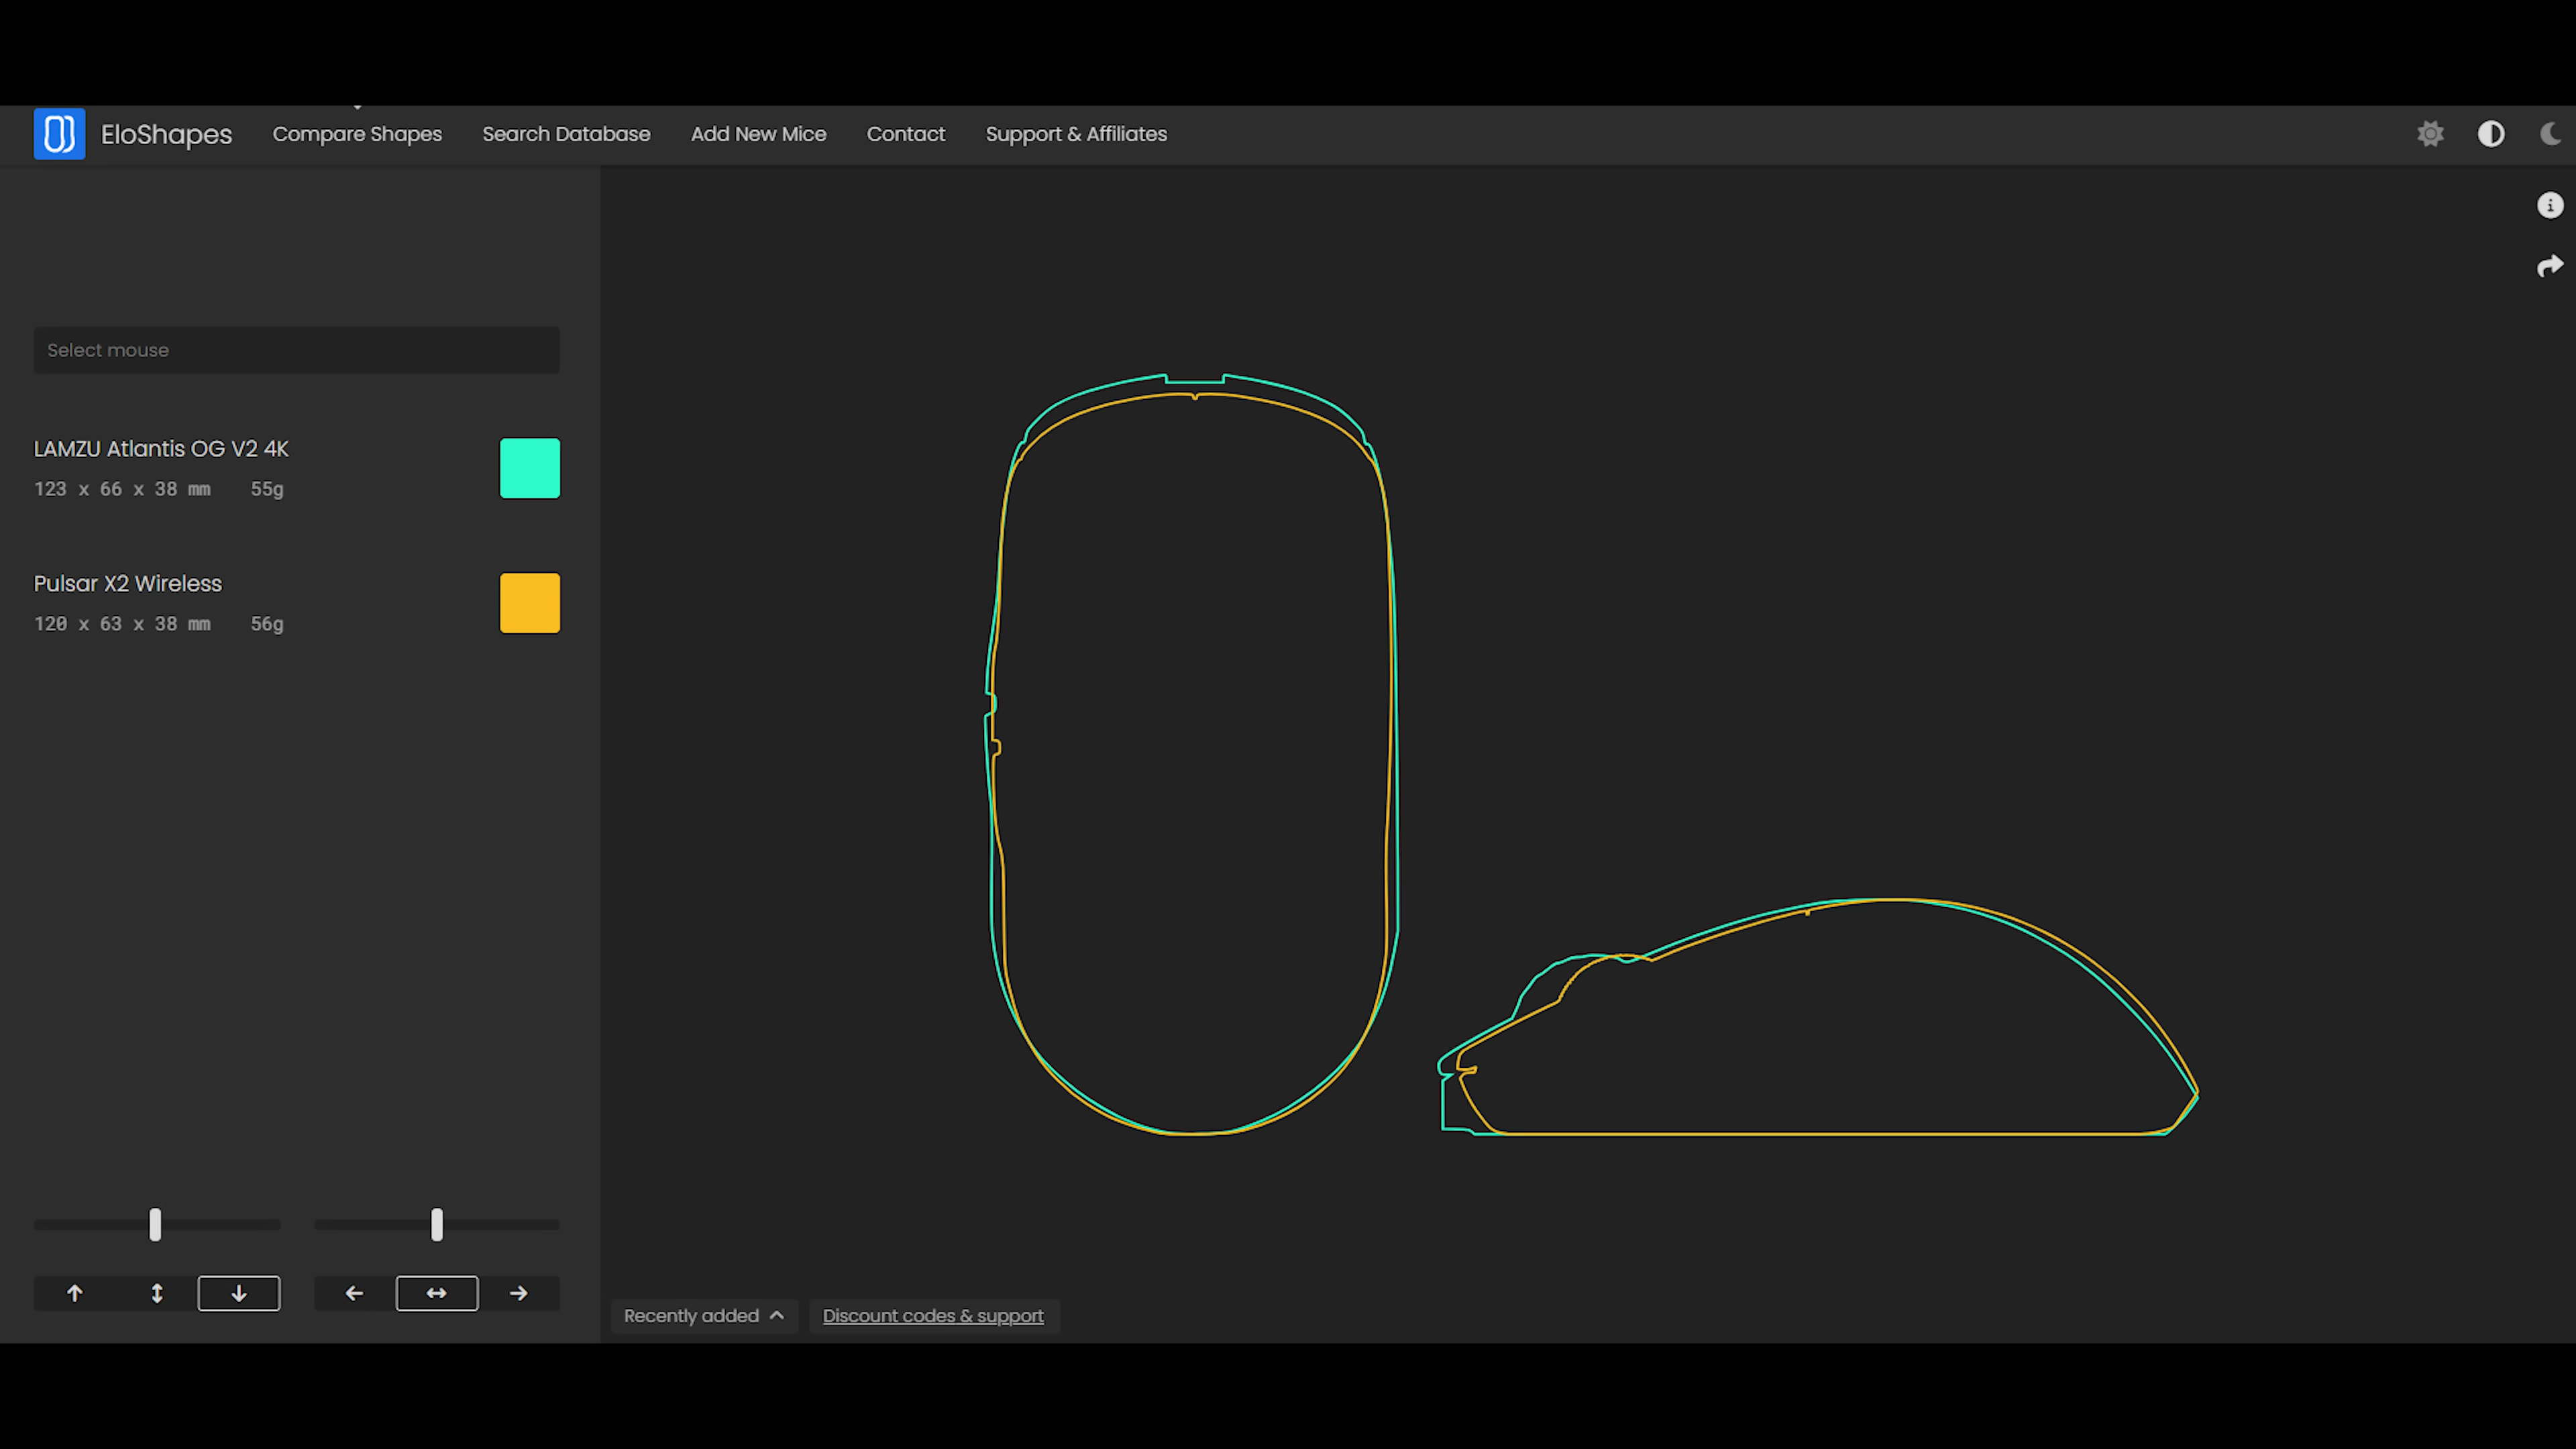 EloShapes Compare Shapes Search Database Add New Mice Contact Support & Affiliates
Select mouse
LAMZU Atlantis OG V2 4K
123 x 66 x 38 mm 55g
Pulsar X2 Wireless
120 x 63 x 38 mm 56g
Recently added Discount codes & support